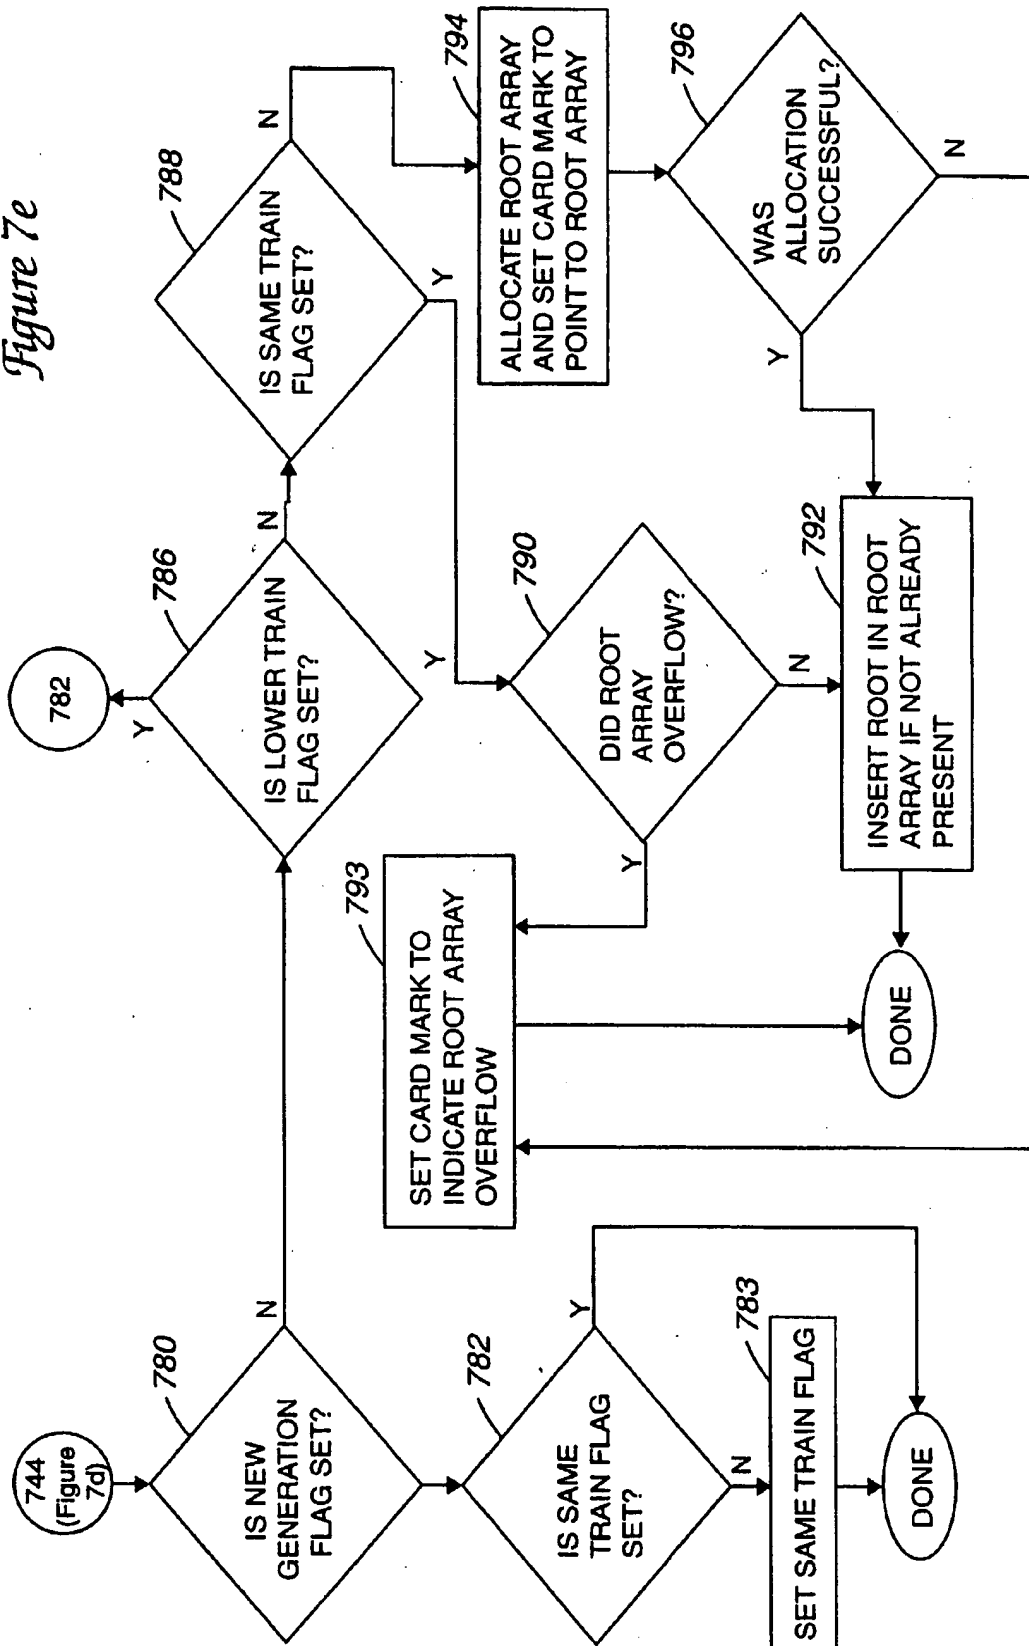 Figure 7e
744
(Figure
7d)
780
IS NEW
GENERATION
FLAG SET?
N
782
IS SAME
TRAIN FLAG
SET?
Y
N
783
SET SAME TRAIN FLAG
DONE
782
Y
786
IS LOWER TRAIN
FLAG SET?
N
788
IS SAME TRAIN
FLAG SET?
N
Y
Y
790
DID ROOT
ARRAY
OVERFLOW?
Y
N
793
SET CARD MARK TO
INDICATE ROOT ARRAY
OVERFLOW
792
INSERT ROOT IN ROOT
ARRAY IF NOT ALREADY
PRESENT
DONE
794
ALLOCATE ROOT ARRAY
AND SET CARD MARK TO
POINT TO ROOT ARRAY
796
WAS
ALLOCATION
SUCCESSFUL?
Y
N